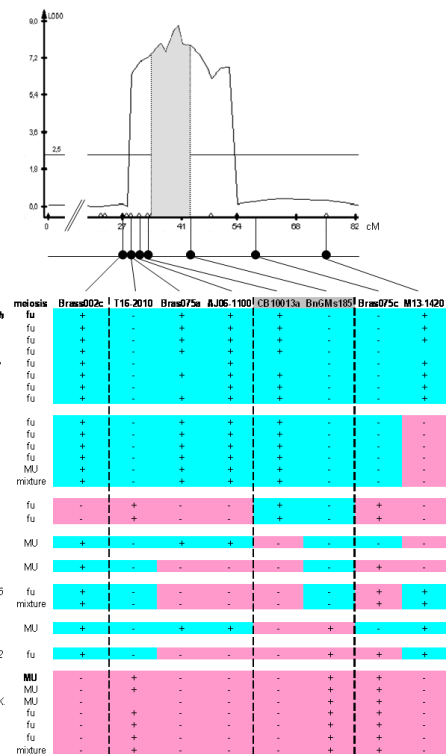 LOD0
9,0
7,2
5,4
3,6
2,5
1,8
0,0
0 27 41 54 68 82 cM
meiosis Brass002c T16-2010 Bras075a AJ06-1100 CB10013a BnGMs185 Bras075c M13-1420
fu + - + + + - - +
fu + - + + + - - +
fu + - + + + - - +
fu + - + + + - -
fu + - + - - +
fu + - + + + - - +
fu + - + + - - +
fu + - + + + - - +
fu + - + + + - - -
fu + - + + + - - -
fu + - + + + - - -
fu + - + + + - - -
MU + - + + + - - -
mixture + - + + + - - -
fu - + - - + - + -
fu - + - - + - + -
MU + - + + - - - -
MU + - - - - - + -
5 fu + - - - - - + +
mixture + - - - - - + +
MU + - + + - + - +
2 fu + - - - + + +
MU - + - - - + + -
MU - + - - - + + -
K. MU - - - - + + -
fu - + - - - + + -
fu - + - - - + + -
fu - + - - - + + -
mixture - + - - - + + -